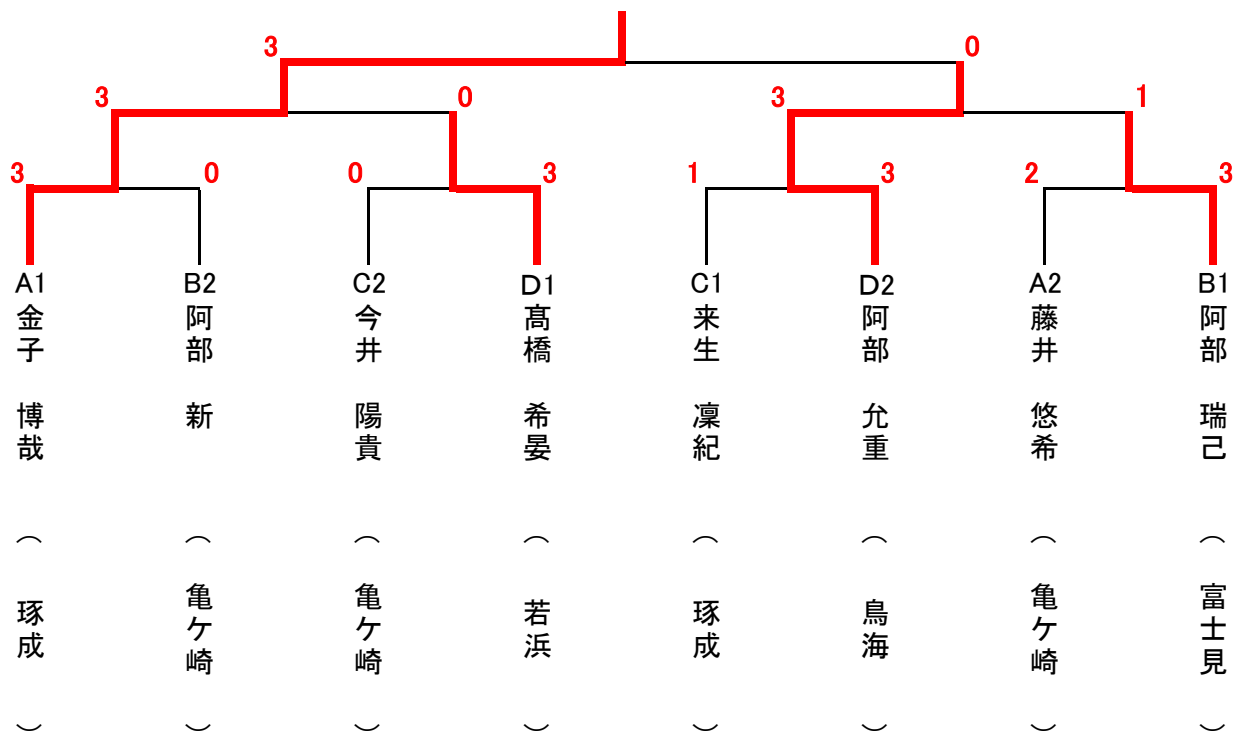 3 0
3 0 3 1
3 0 0 3 1 3 2 3
A1 B2 C2 D1 C1 D2 A2 B1
金子 博哉 （ 琢成 ）
阿部 新 （ 亀ケ崎 ）
今井 陽貴 （ 亀ケ崎 ）
髙橋 希晏 （ 若浜 ）
来生 凜紀 （ 琢成 ）
阿部 允重 （ 鳥海 ）
藤井 悠希 （ 亀ケ崎 ）
阿部 瑞己 （ 富士見 ）